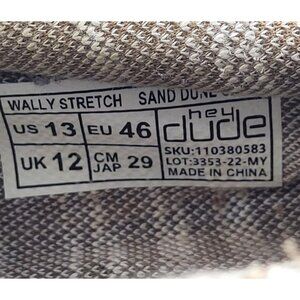 WALLY STRETCH SAND DUNE
US 13 EU 46
UK 12 CM JAP 29
hey
dude
SKU:110380583
LOT:3353-22-MY
MADE IN CHINA